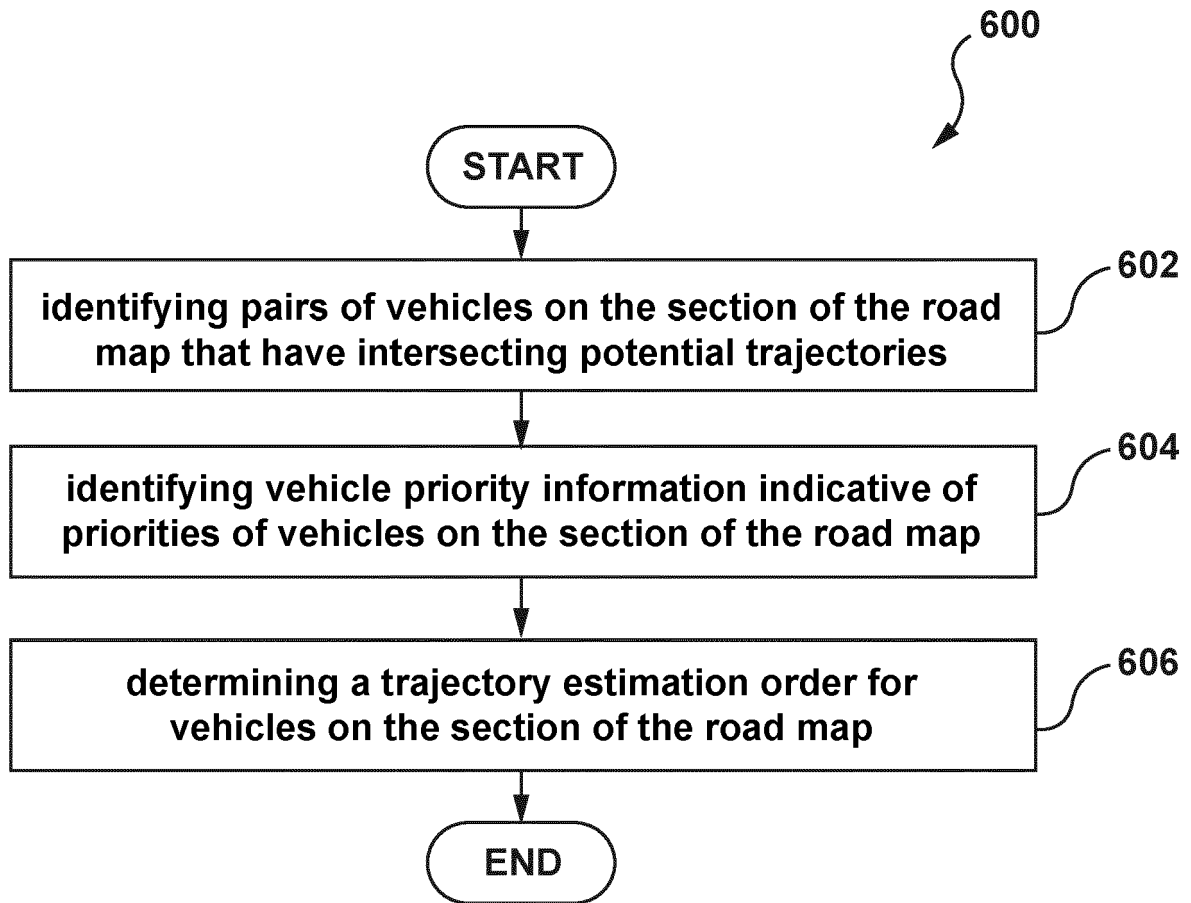 600
START
602
identifying pairs of vehicles on the section of the road
map that have intersecting potential trajectories
604
identifying vehicle priority information indicative of
priorities of vehicles on the section of the road map
606
determining a trajectory estimation order for
vehicles on the section of the road map
END